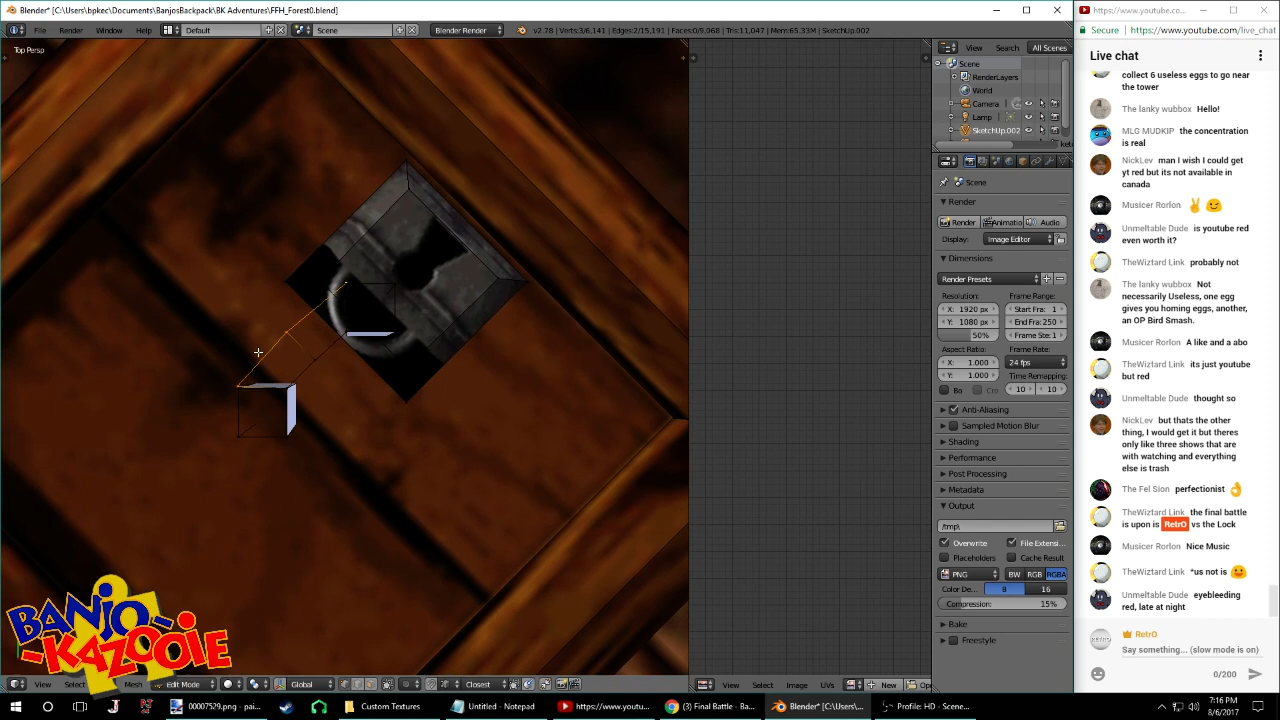 Blender* [C:\Users\bpkec\Documents\BanjosBackpack\BK Adventures\FFH_Forest0.blend]
File Render Window Help Default Scene Blender Render v2.78 | Verts:3/6,141 | Edges:2/15,191 | Faces:0/9,068 | Tris:11,047 | Mem:65.33M | SketchUp.002
Top Persp
View Search All Scenes
Scene
RenderLayers
World
Camera
Lamp
SketchUp.002
Scene
Render
Render Animatio Audio
Display: Image Editor
Dimensions
Render Presets
Resolution: Frame Range:
X: 1920 px Start Fra: 1
Y: 1080 px End Fra: 250
50% Frame Ste: 1
Aspect Ratio: Frame Rate:
X: 1.000 24 fps
Y: 1.000 Time Remapping:
Bo Cro 10 10
Anti-Aliasing
Sampled Motion Blur
Shading
Performance
Post Processing
Metadata
Output
/tmp\
Overwrite File Extensi...
Placeholders Cache Result
PNG BW RGB RGBA
Color De... 8 16
Compression: 15%
Bake
Freestyle
BANJO-
-KAZOOIE
View Select Edit Mode Global Closest
View Select Image UVs New Op
https://www.youtube.co...
Secure https://www.youtube.com/live_chat
Live chat
collect 6 useless eggs to go near
the tower
The lanky wubbox Hello!
MLG MUDKIP the concentration
is real
NickLev man I wish I could get
yt red but its not available in
canada
Musicer Rorlon ✌ 😉
Unmeltable Dude is youtube red
even worth it?
TheWiztard Link probably not
The lanky wubbox Not
necessarily Useless, one egg
gives you homing eggs, another,
an OP Bird Smash.
Musicer Rorlon A like and a abo
TheWiztard Link its just youtube
but red
Unmeltable Dude thought so
NickLev but thats the other
thing, I would get it but theres
only like three shows that are
with watching and everything
else is trash
The Fel Sion perfectionist 👌
TheWiztard Link the final battle
is upon is RetrO vs the Lock
Musicer Rorlon Nice Music
TheWiztard Link *us not is 😛
Unmeltable Dude eyebleeding
red, late at night
RetrO
Say something... (slow mode is on)
0/200
00007529.png - pai... Custom Textures Untitled - Notepad https://www.youtub... (3) Final Battle - Ba... Blender* [C:\Users\... Profile: HD - Scene... 7:16 PM
8/6/2017